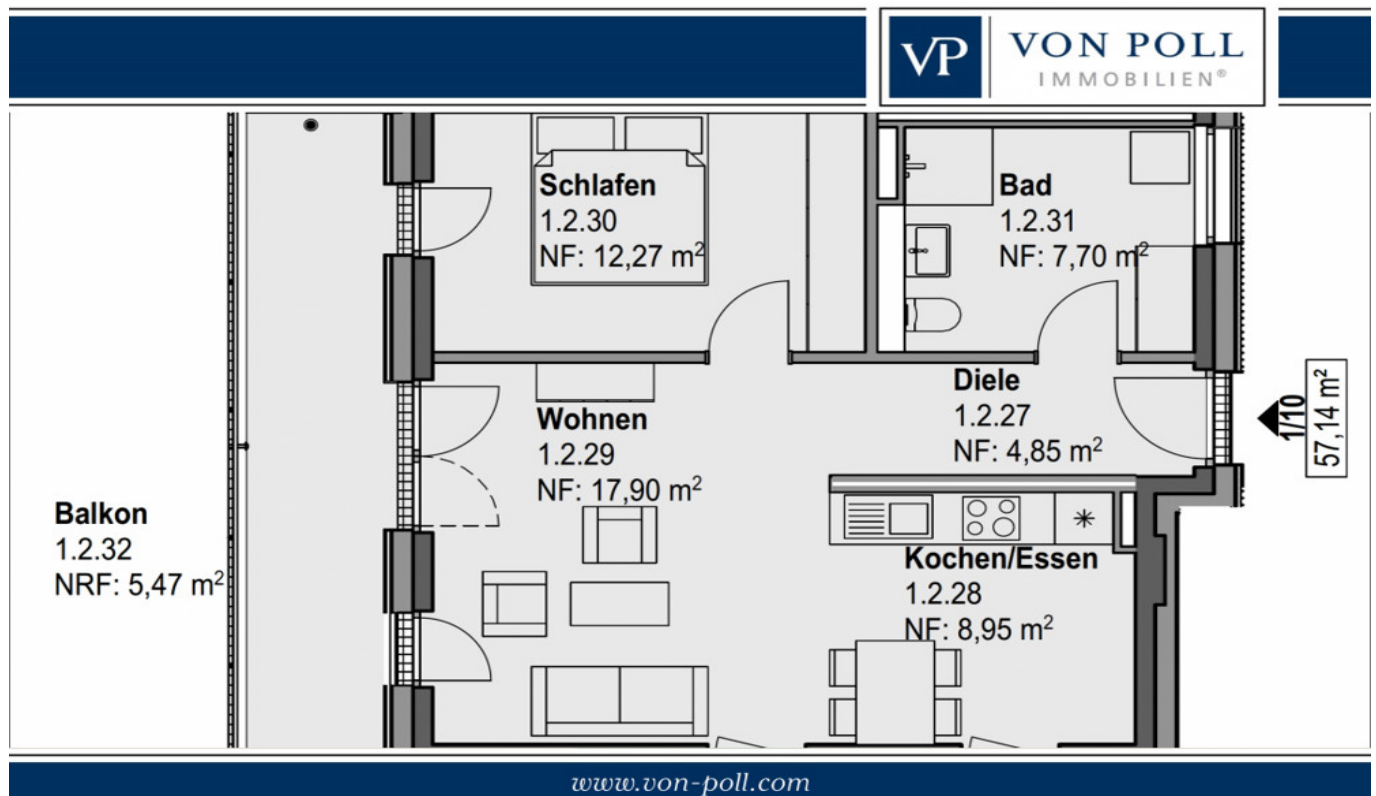 VP VON POLL
IMMOBILIEN®
Schlafen
1.2.30
NF: 12,27 m²
Bad
1.2.31
NF: 7,70 m²
Wohnen
1.2.29
NF: 17,90 m²
Diele
1.2.27
NF: 4,85 m²
1/10
57,14 m²
Balkon
1.2.32
NRF: 5,47 m²
Kochen/Essen
1.2.28
NF: 8,95 m²
www.von-poll.com